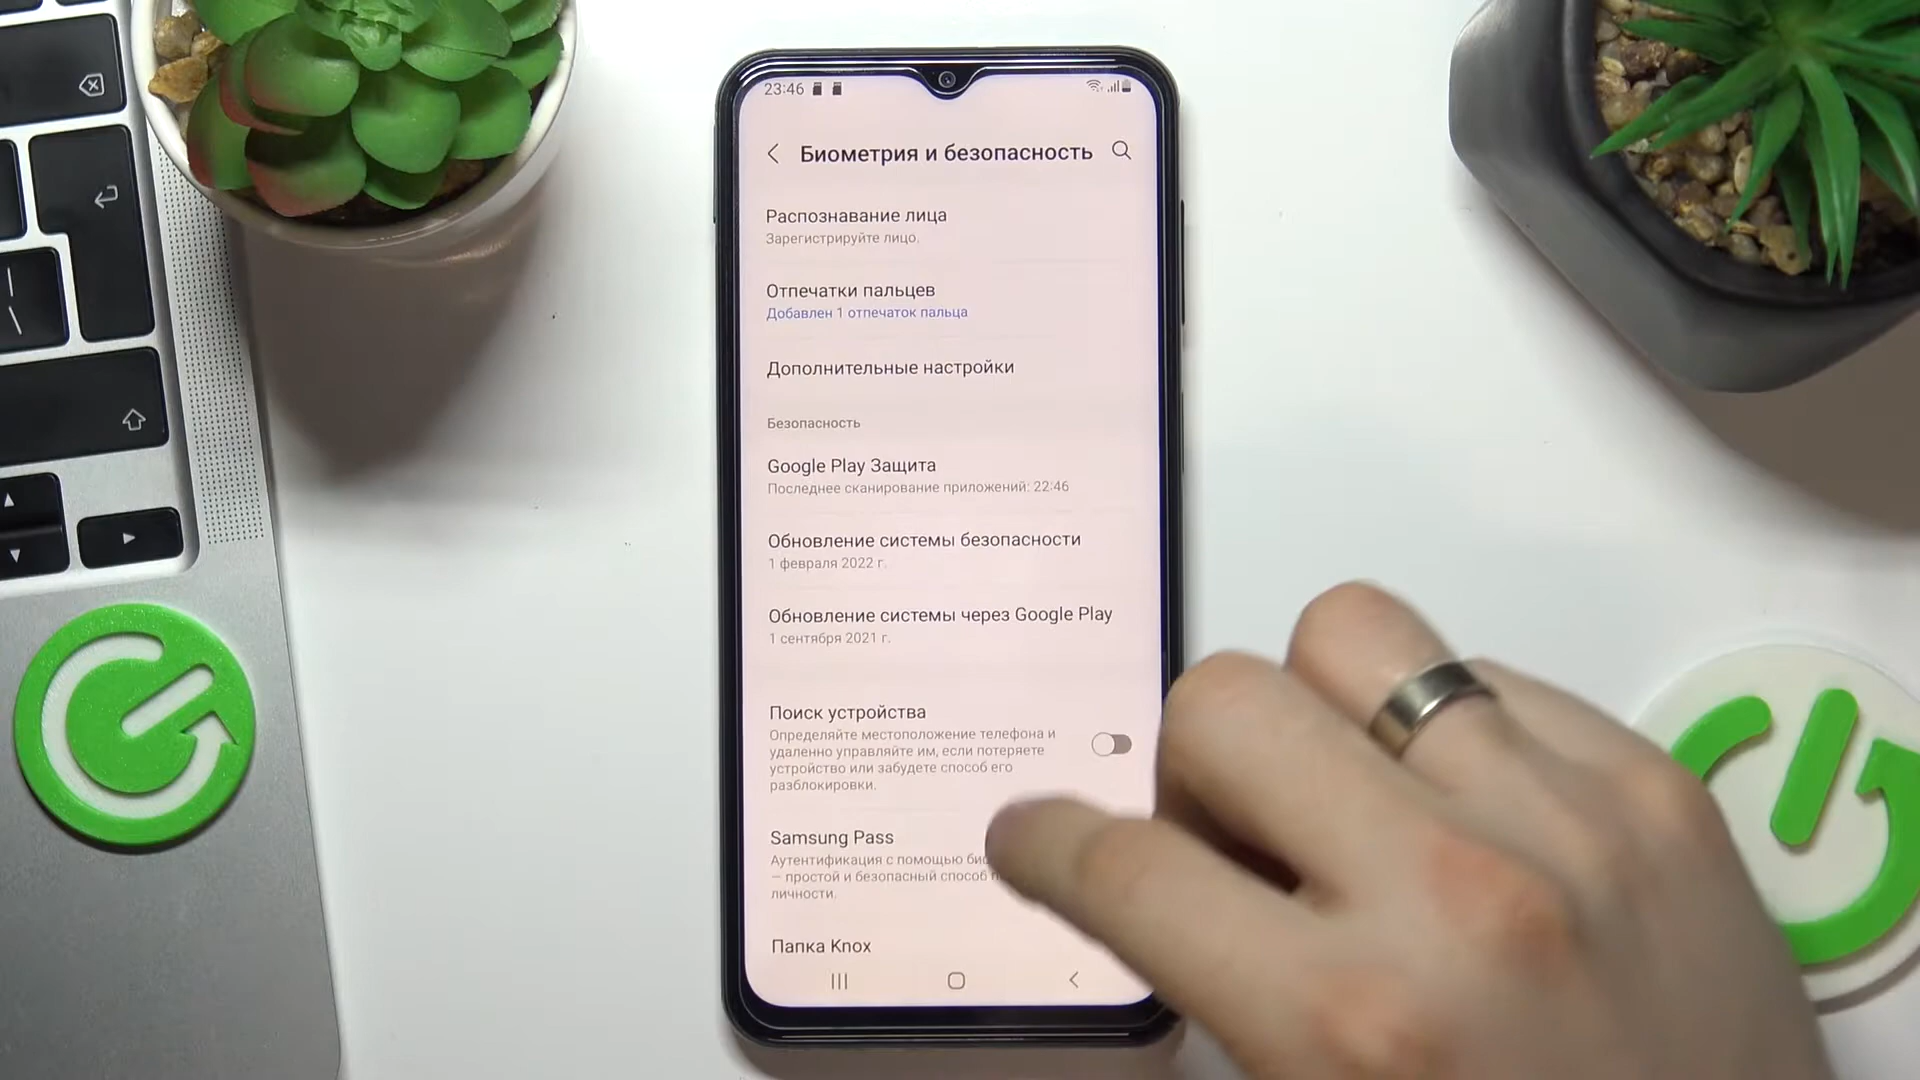 23:46
Биометрия и безопасность
Распознавание лица
Зарегистрируйте лицо.
Отпечатки пальцев
Добавлен 1 отпечаток пальца
Дополнительные настройки
Безопасность
Google Play Защита
Последнее сканирование приложений: 22:46
Обновление системы безопасности
1 февраля 2022 г.
Обновление системы через Google Play
1 сентября 2021 г.
Поиск устройства
Определяйте местоположение телефона и
удаленно управляйте им, если потеряете
устройство или забудете способ его
разблокировки.
Samsung Pass
Аутентификация с помощью
— простой и безопасный способ
личности.
Папка Knox